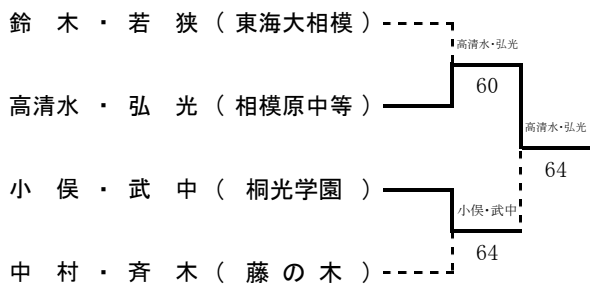 鈴 木 ・ 若 狭 ( 東海大相模 )
高清水・弘光
60
高清水 ・ 弘 光 ( 相模原中等 )
高清水・弘光
64
小 俣 ・ 武 中 ( 桐光学園 )
小俣・武中
64
中 村 ・ 斉 木 ( 藤 の 木 )